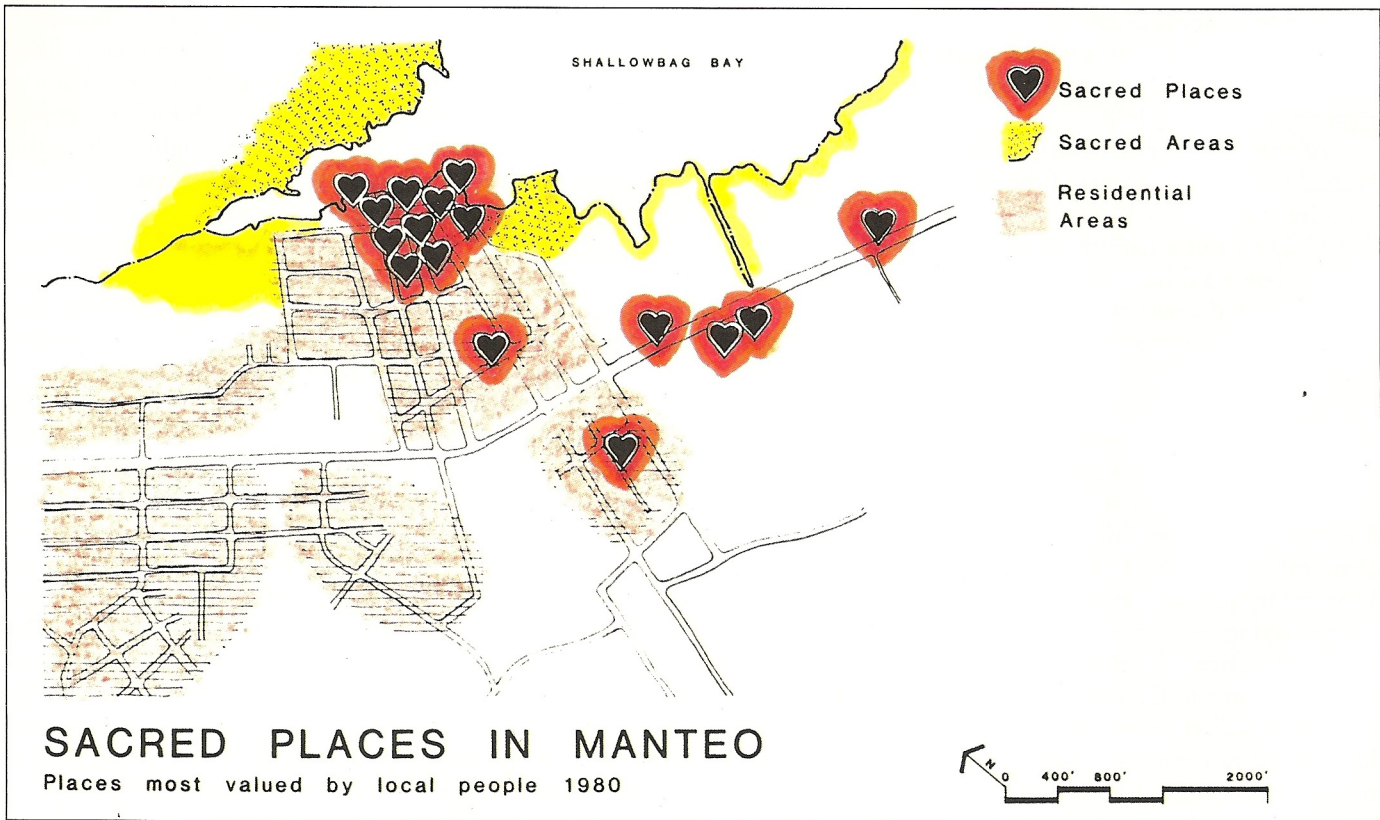 SHALLOWBAG BAY
Sacred Places
Sacred Areas
Residential
Areas
SACRED PLACES IN MANTEO
Places most valued by local people 1980
N
0 400' 800' 2000'